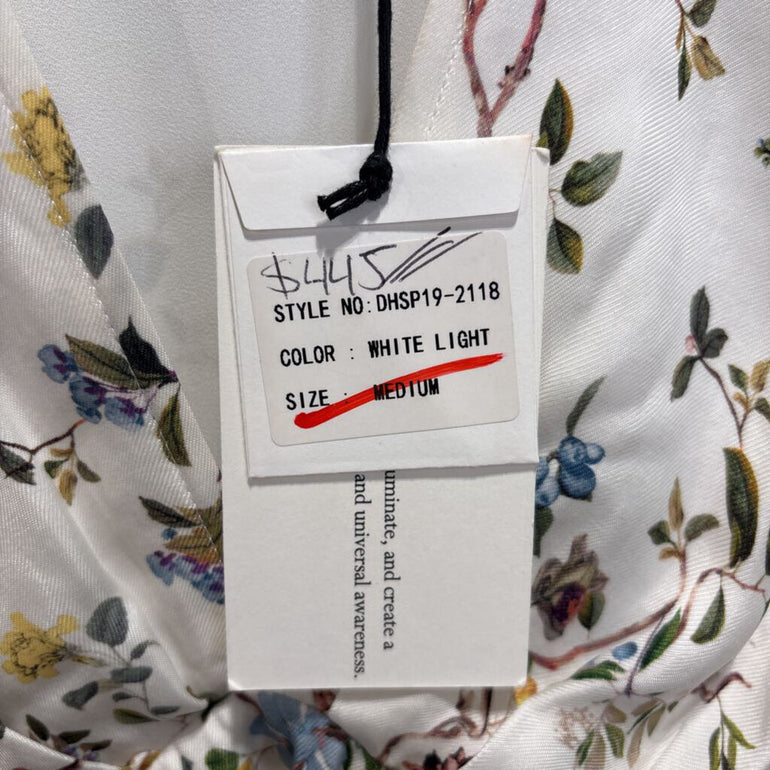 $445
STYLE NO: DHSP19-2118
COLOR : WHITE LIGHT
SIZE : MEDIUM
uminate, and create a
and universal awareness.